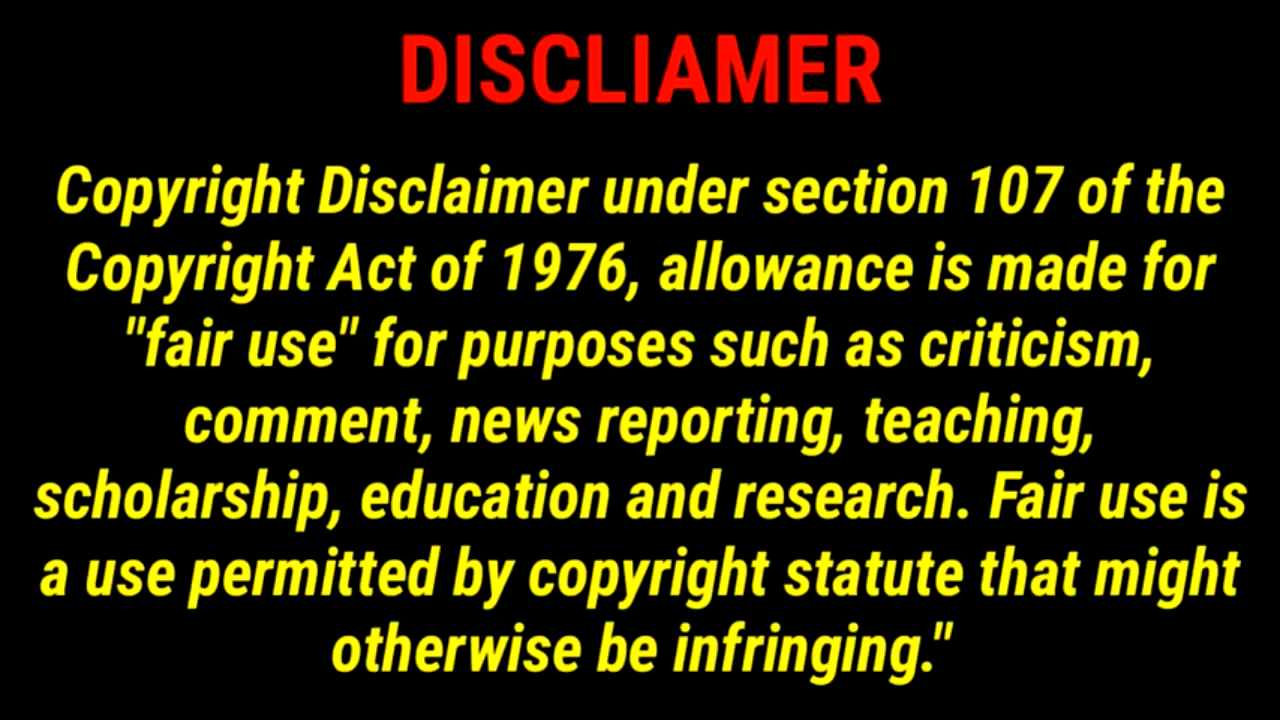 DISCLIAMER
Copyright Disclaimer under section 107 of the
Copyright Act of 1976, allowance is made for
"fair use" for purposes such as criticism,
comment, news reporting, teaching,
scholarship, education and research. Fair use is
a use permitted by copyright statute that might
otherwise be infringing."